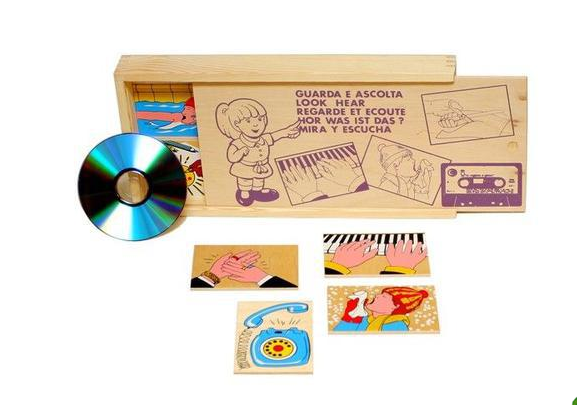 GUARDA E ASCOLTA
LOOK HEAR
REGARDE ET ECOUTE
HOR WAS IST DAS ?
MIRA Y ESCUCHA